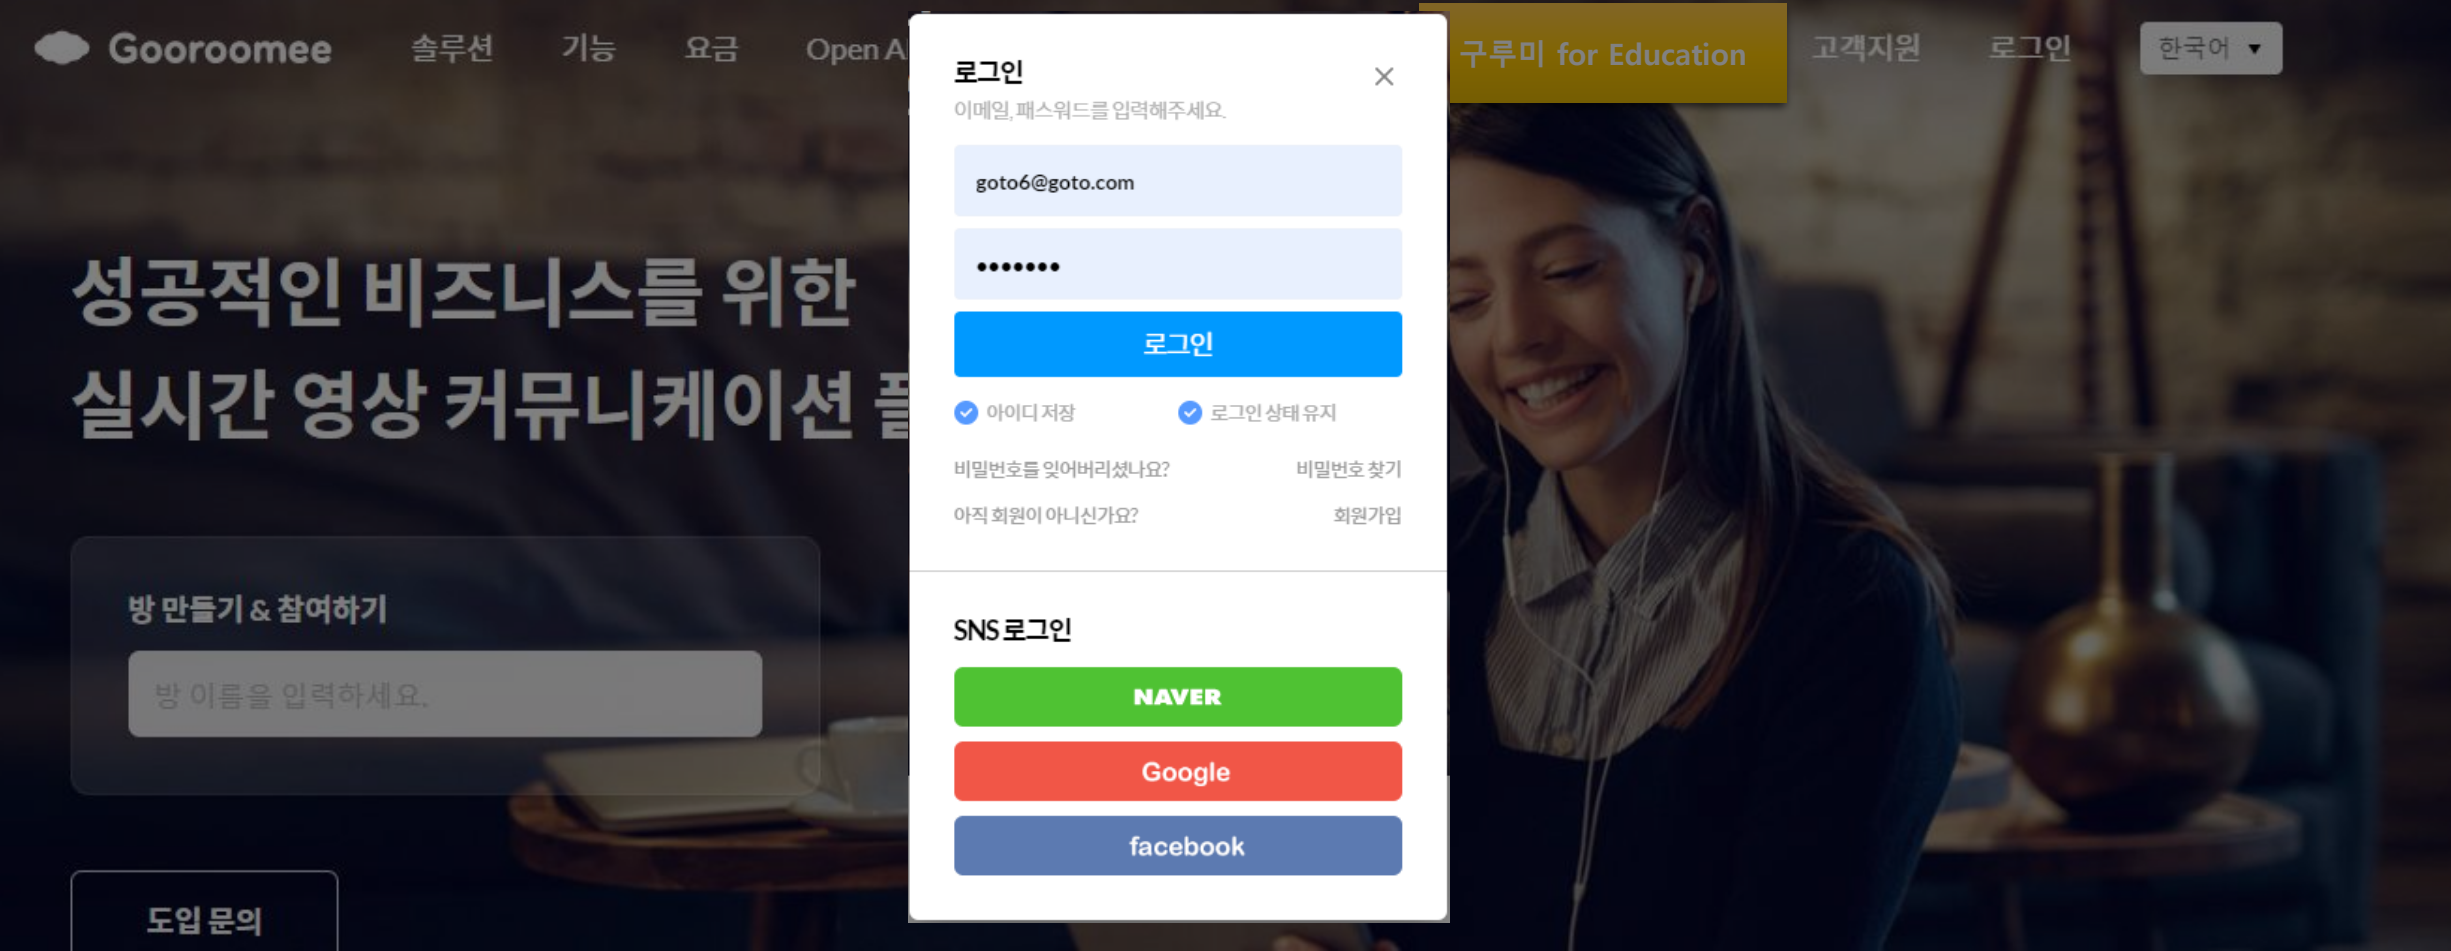 Gooroomee
솔루션
기능
요금
Open
구루미 for Education
고객지원
로그인
한국어
성공적인 비즈니스를 위한
실시간 영상 커뮤니케이션
방 만들기 & 참여하기
방 이름을 입력하세요.
도입 문의
로그인
이메일, 패스워드를 입력해주세요.
goto6@goto.com
로그인
아이디 저장
로그인 상태 유지
비밀번호를 잊어버리셨나요?
비밀번호 찾기
아직 회원이 아니신가요?
회원가입
SNS 로그인
NAVER
Google
facebook